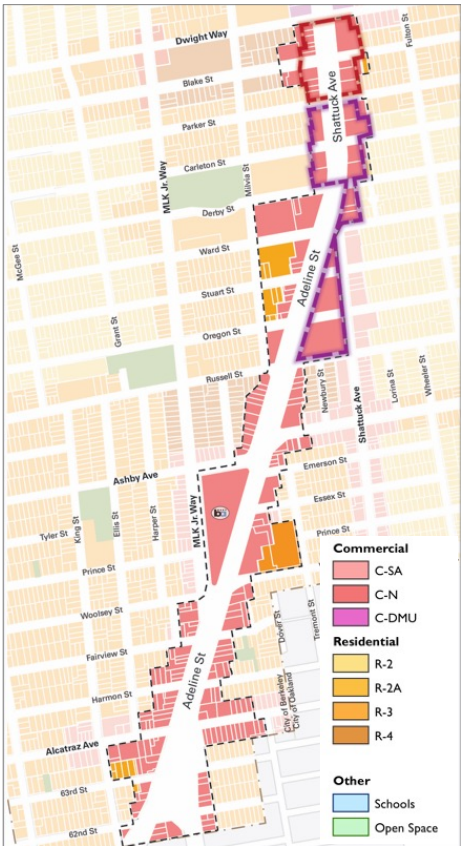 Dwight Way
Fulton St
Blake St
Shattuck Ave
Parker St
Carleton St
MLK Jr. Way
Milvia St
Derby St
McGee St
Ward St
Adeline St
Stuart St
Grant St
Oregon St
Russell St
Newbury St
Shattuck Ave
Lorina St
Wheeler St
Ashby Ave
Emerson St
MLK Jr. Way
Essex St
Tyler St
King St
Ellis St
Harper St
Prince St
Prince St
Woolsey St
Dover St
Tremont St
Fairview St
Adeline St
Harmon St
City of Berkeley
City of Oakland
Alcatraz Ave
63rd St
62nd St
Commercial
C-SA
C-N
C-DMU
Residential
R-2
R-2A
R-3
R-4
Other
Schools
Open Space